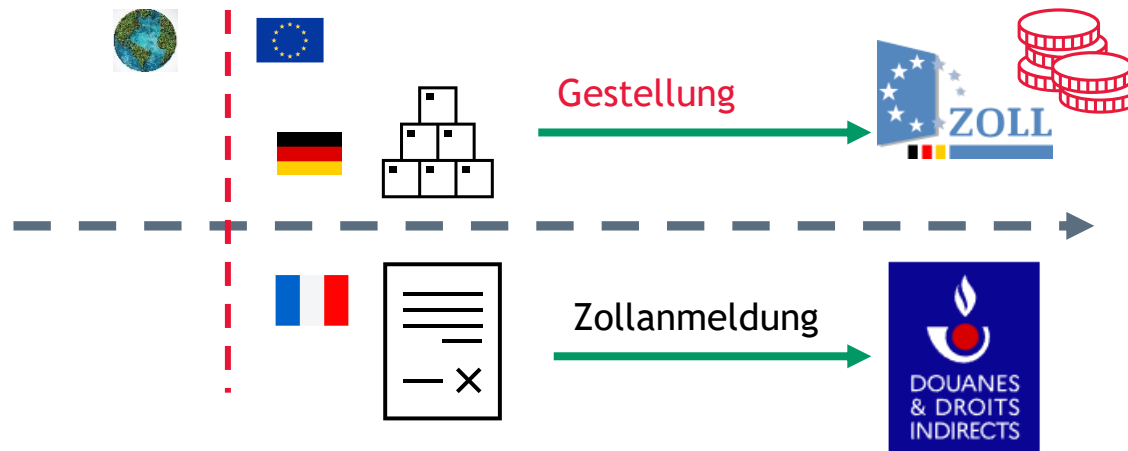 Gestellung
ZOLL
Zollanmeldung
DOUANES
& DROITS
INDIRECTS